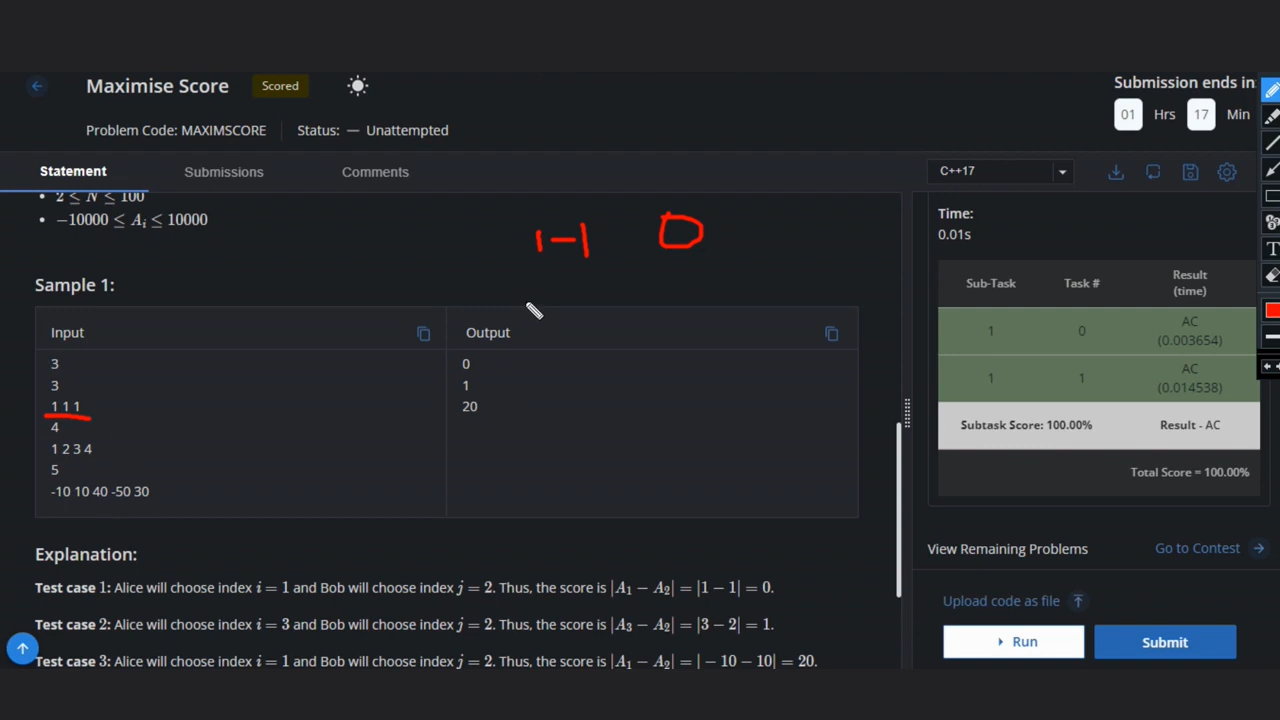 Maximise Score Scored
Submission ends in:
01 Hrs 17 Min
Problem Code: MAXIMSCORE Status: — Unattempted
Statement Submissions Comments
C++17
• 2 ≤ N ≤ 100
• −10000 ≤ Aᵢ ≤ 10000
1-1 0
Sample 1:
Input
3
3
1 1 1
4
1 2 3 4
5
-10 10 40 -50 30
Output
0
1
20
Explanation:
Test case 1: Alice will choose index i = 1 and Bob will choose index j = 2. Thus, the score is |A₁ − A₂| = |1 − 1| = 0.
Test case 2: Alice will choose index i = 3 and Bob will choose index j = 2. Thus, the score is |A₃ − A₂| = |3 − 2| = 1.
Test case 3: Alice will choose index i = 1 and Bob will choose index j = 2. Thus, the score is |A₁ − A₂| = | − 10 − 10| = 20.
Time:
0.01s
Sub-Task Task # Result (time)
1 0 AC (0.003654)
1 1 AC (0.014538)
Subtask Score: 100.00% Result - AC
Total Score = 100.00%
View Remaining Problems Go to Contest
Upload code as file
Run Submit
T